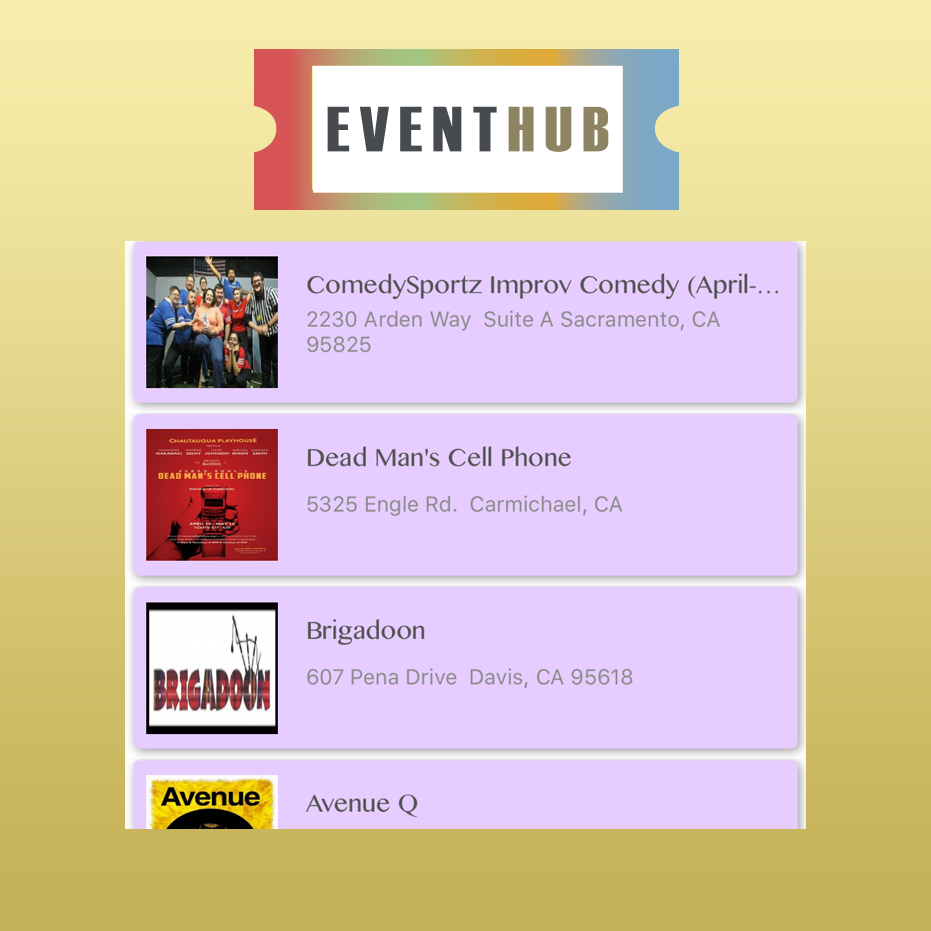 EVENTHUB
ComedySportz Improv Comedy (April-...
2230 Arden Way Suite A Sacramento, CA
95825
CHAUTAUQUA PLAYHOUSE
DEAD MAN'S CELL PHONE
Dead Man's Cell Phone
5325 Engle Rd. Carmichael, CA
BRIGADOON
Brigadoon
607 Pena Drive Davis, CA 95618
Avenue
Avenue Q